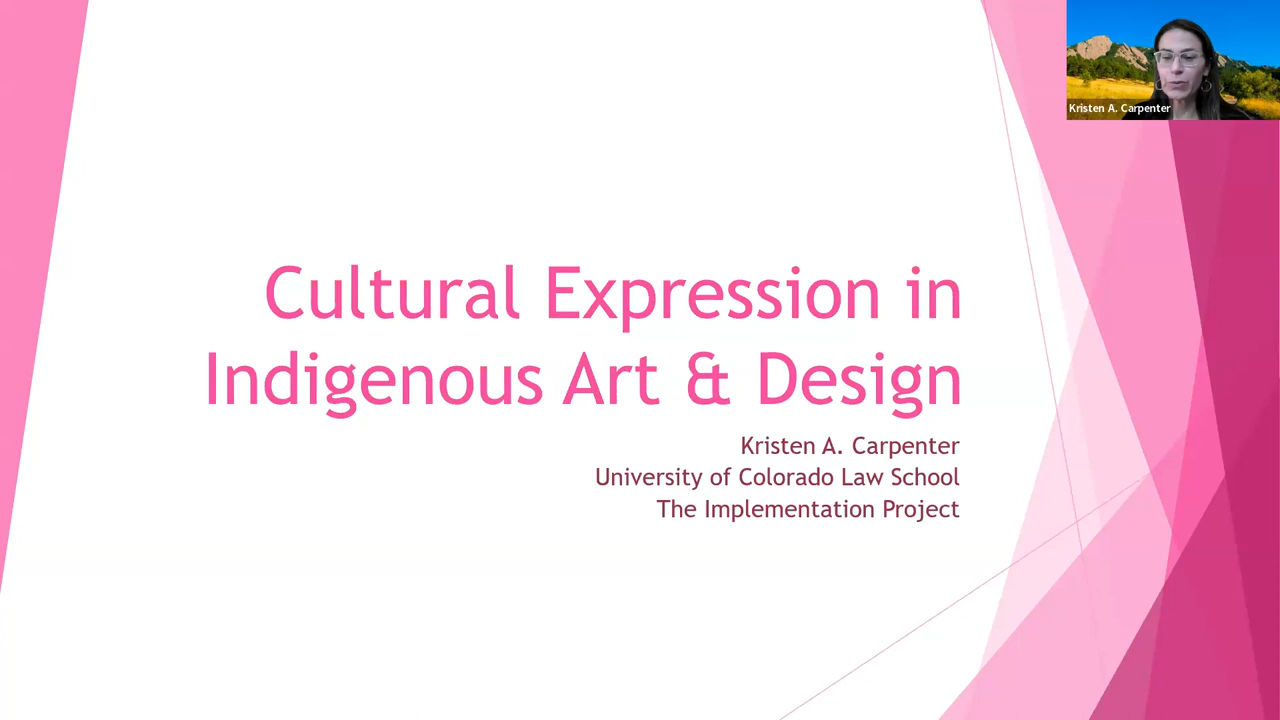 Kristen A. Carpenter
Cultural Expression in
Indigenous Art & Design
Kristen A. Carpenter
University of Colorado Law School
The Implementation Project